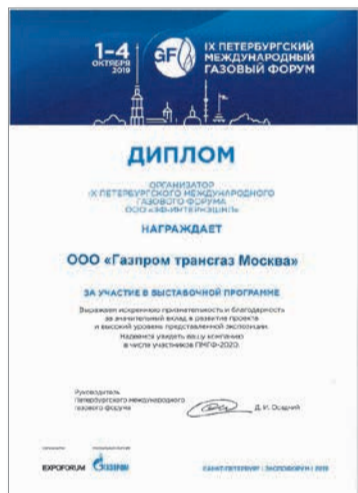 1-4
ОКТЯБРЯ
2019
GF
IX ПЕТЕРБУРГСКИЙ
МЕЖДУНАРОДНЫЙ
ГАЗОВЫЙ ФОРУМ
ДИПЛОМ
ОРГАНИЗАТОР
IX ПЕТЕРБУРГСКОГО МЕЖДУНАРОДНОГО
ГАЗОВОГО ФОРУМА
ООО «ЭФ-ИНТЕРНЭШНЛ»
НАГРАЖДАЕТ
ООО «Газпром трансгаз Москва»
ЗА УЧАСТИЕ В ВЫСТАВОЧНОЙ ПРОГРАММЕ
Выражаем искреннюю признательность и благодарность
за значительный вклад в развитие проекта
и высокий уровень представленной экспозиции.
Надеемся увидеть вашу компанию
в числе участников ПМГФ-2020.
Руководитель
Петербургского международного
газового форума
Д. И. Осадчий
EXPOFORUM
ГАЗПРОМ
САНКТ-ПЕТЕРБУРГ | ЭКСПОФОРУМ | 2019